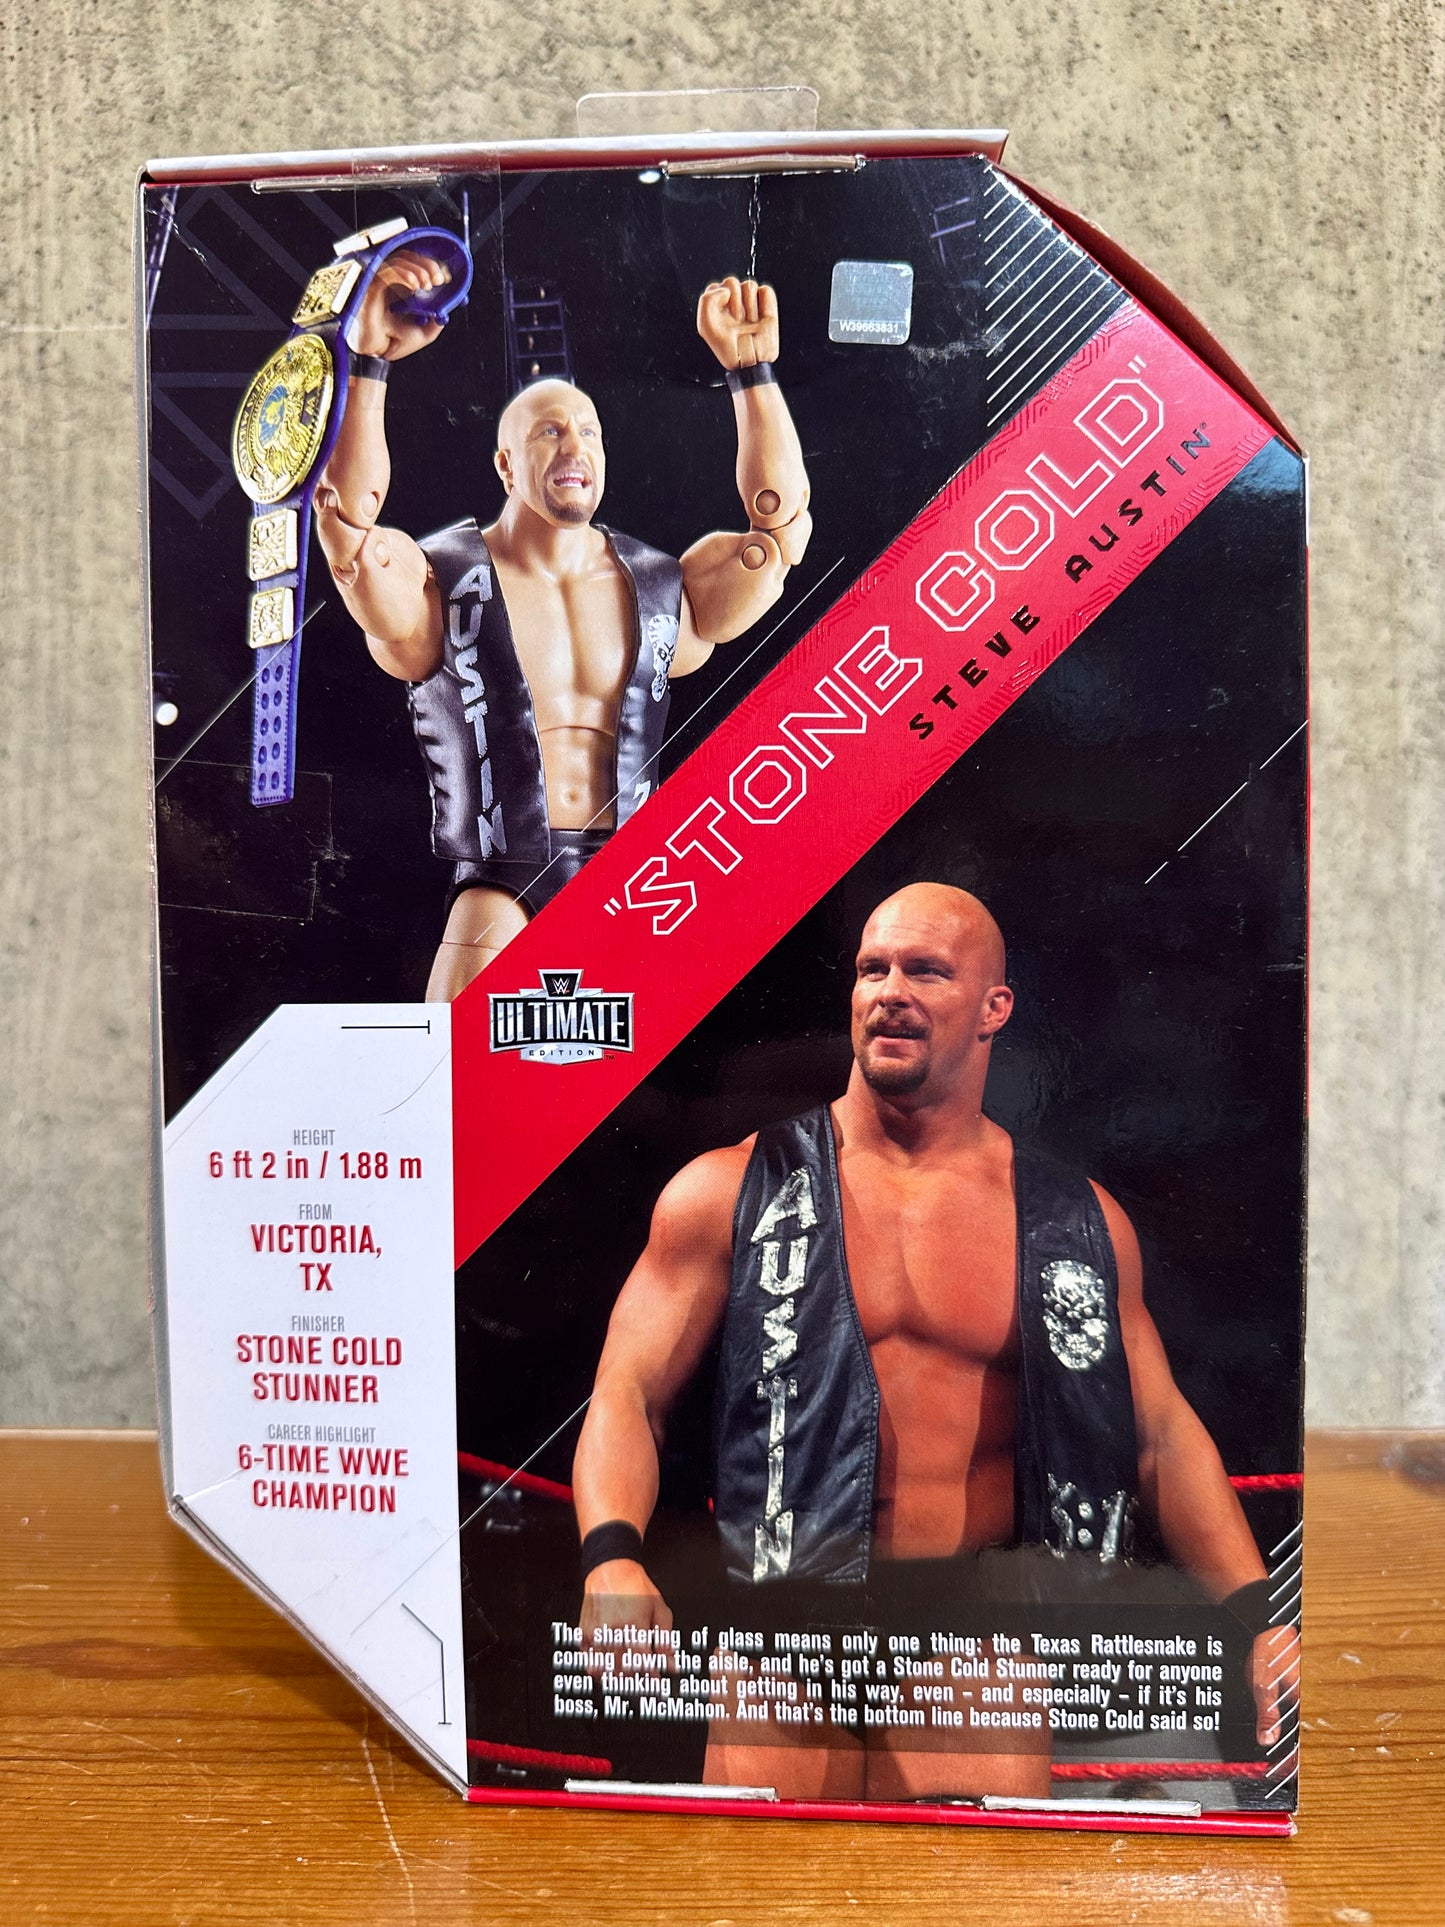 W39663831
"STONE COLD"
STEVE AUSTIN®
AUSTIN
W
ULTIMATE
EDITION™
HEIGHT
6 ft 2 in / 1.88 m
FROM
VICTORIA,
TX
FINISHER
STONE COLD
STUNNER
CAREER HIGHLIGHT
6-TIME WWE
CHAMPION
AUSTIN
The shattering of glass means only one thing: the Texas Rattlesnake is
coming down the aisle, and he's got a Stone Cold Stunner ready for anyone
even thinking about getting in his way, even – and especially – if it's his
boss, Mr. McMahon. And that's the bottom line because Stone Cold said so!